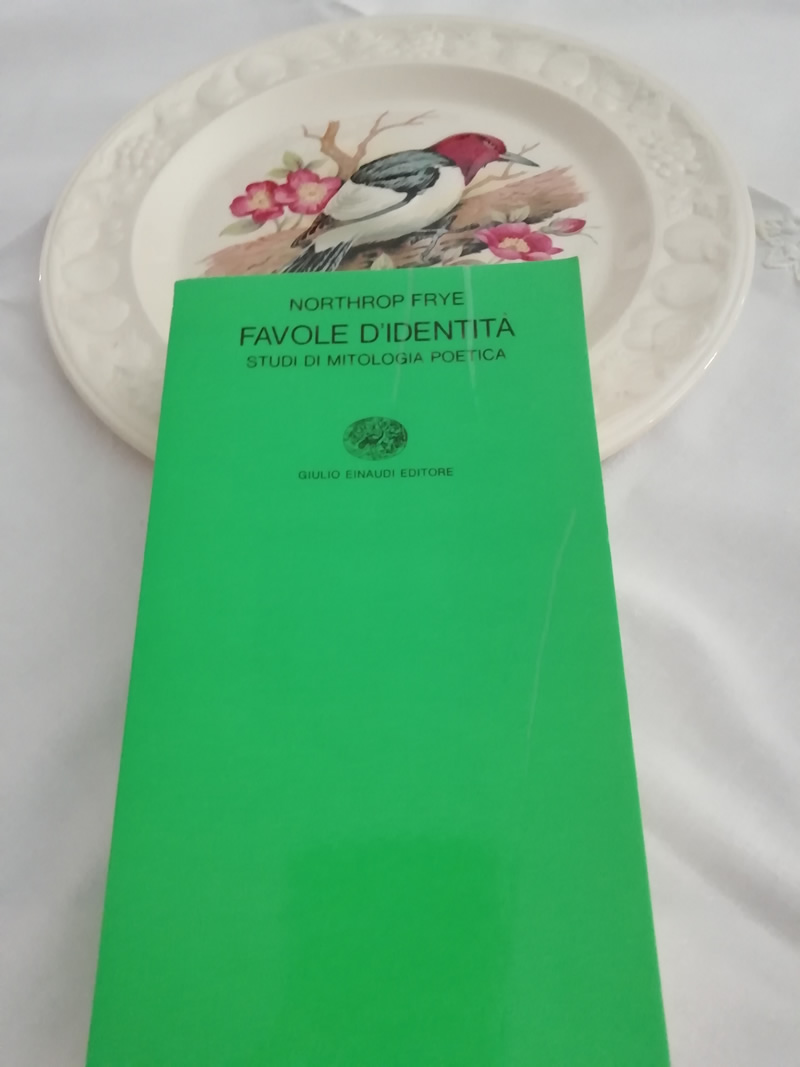 NORTHROP FRYE
FAVOLE D'IDENTITÀ
STUDI DI MITOLOGIA POETICA
GIULIO EINAUDI EDITORE